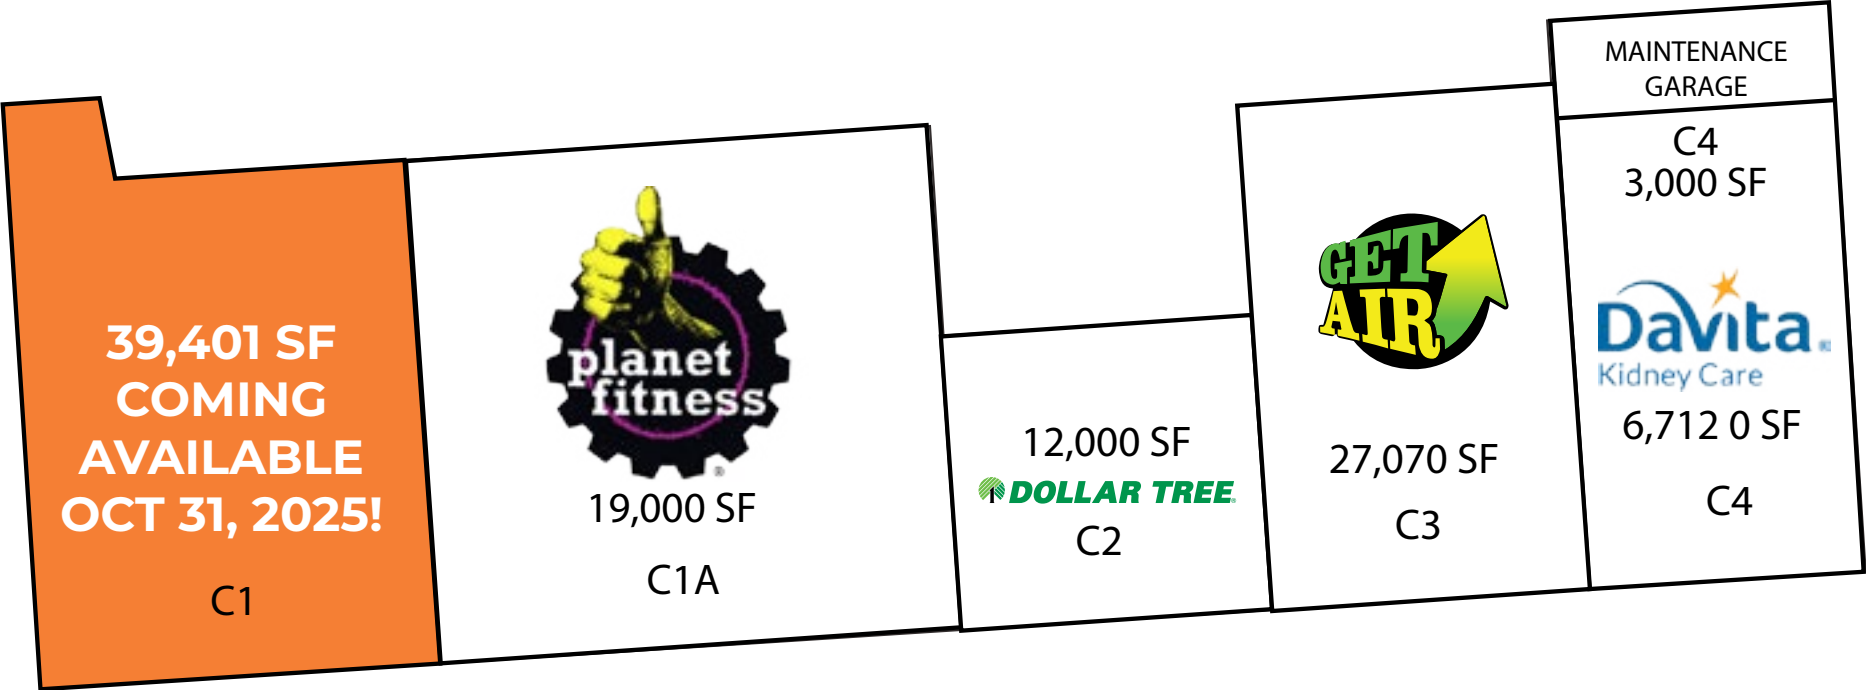 39,401 SF
COMING
AVAILABLE
OCT 31, 2025!
C1
planet
fitness®
19,000 SF
C1A
12,000 SF
DOLLAR TREE
C2
GET
AIR
27,070 SF
C3
MAINTENANCE
GARAGE
C4
3,000 SF
DaVita®
Kidney Care
6,712 0 SF
C4